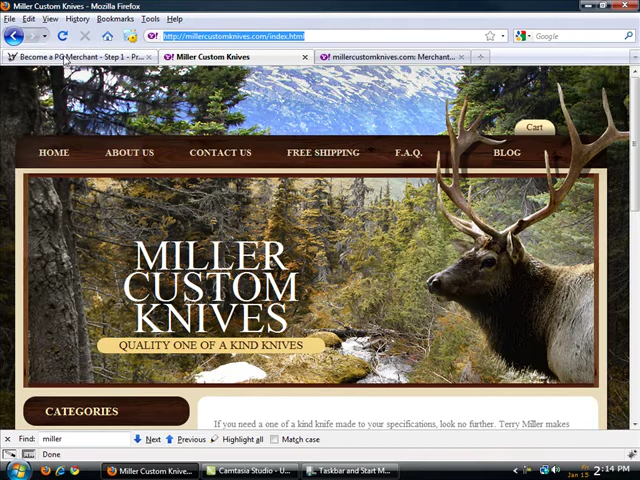 Miller Custom Knives - Mozilla Firefox
File Edit View History Bookmarks Tools Help
http://millercustomknives.com/index.html
Google
Become a PG Merchant - Step 1 - Pr...
Miller Custom Knives
millercustomknives.com: Merchant...
Cart
HOME ABOUT US CONTACT US FREE SHIPPING F.A.Q. BLOG
MILLER
CUSTOM
KNIVES
QUALITY ONE OF A KIND KNIVES
CATEGORIES
If you need a one of a kind knife made to your specifications, look no further. Terry Miller makes
Find: miller Next Previous Highlight all Match case
Done
Miller Custom Knive...
Camtasia Studio - U...
Taskbar and Start M...
Fri
Jan 15
2:14 PM